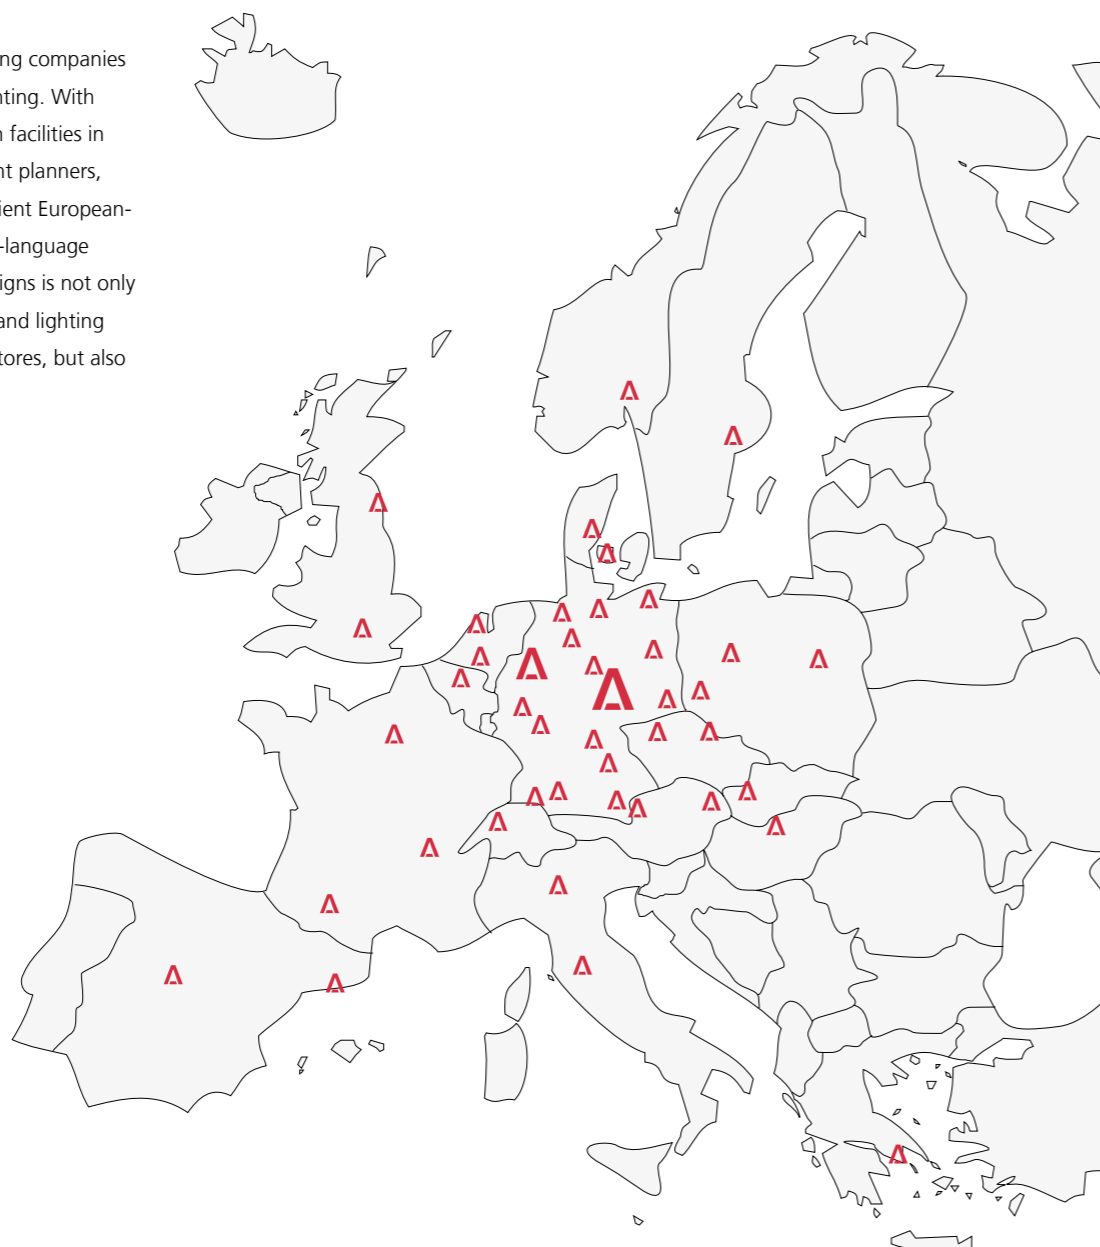 ng companies
nting. With
n facilities in
nt planners,
ient European-
-language
igns is not only
and lighting
tores, but also